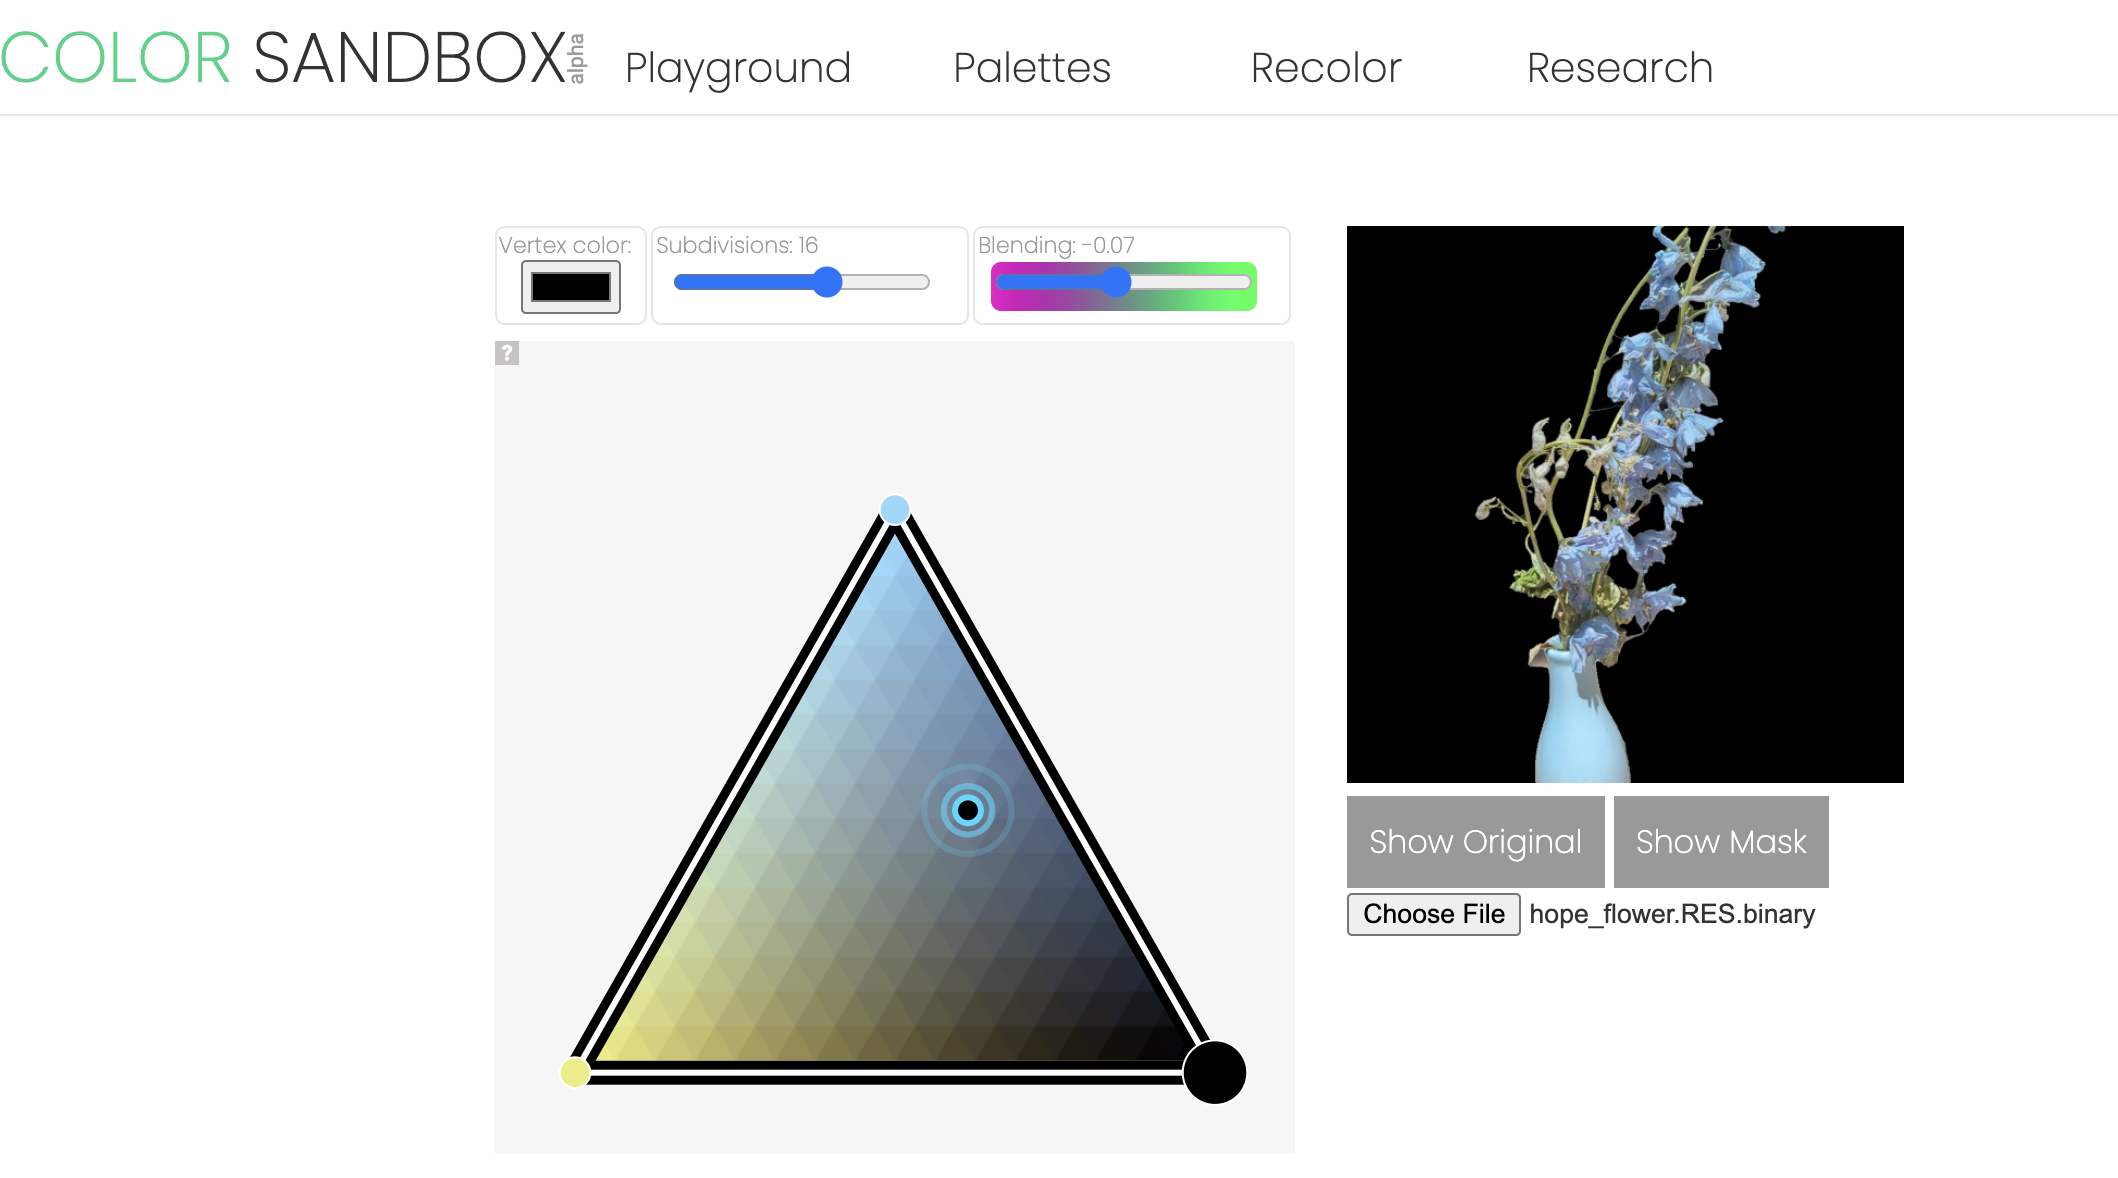 COLOR SANDBOX alpha Playground Palettes Recolor Research
Vertex color: Subdivisions: 16 Blending: -0.07
?
Show Original Show Mask
Choose File hope_flower.RES.binary